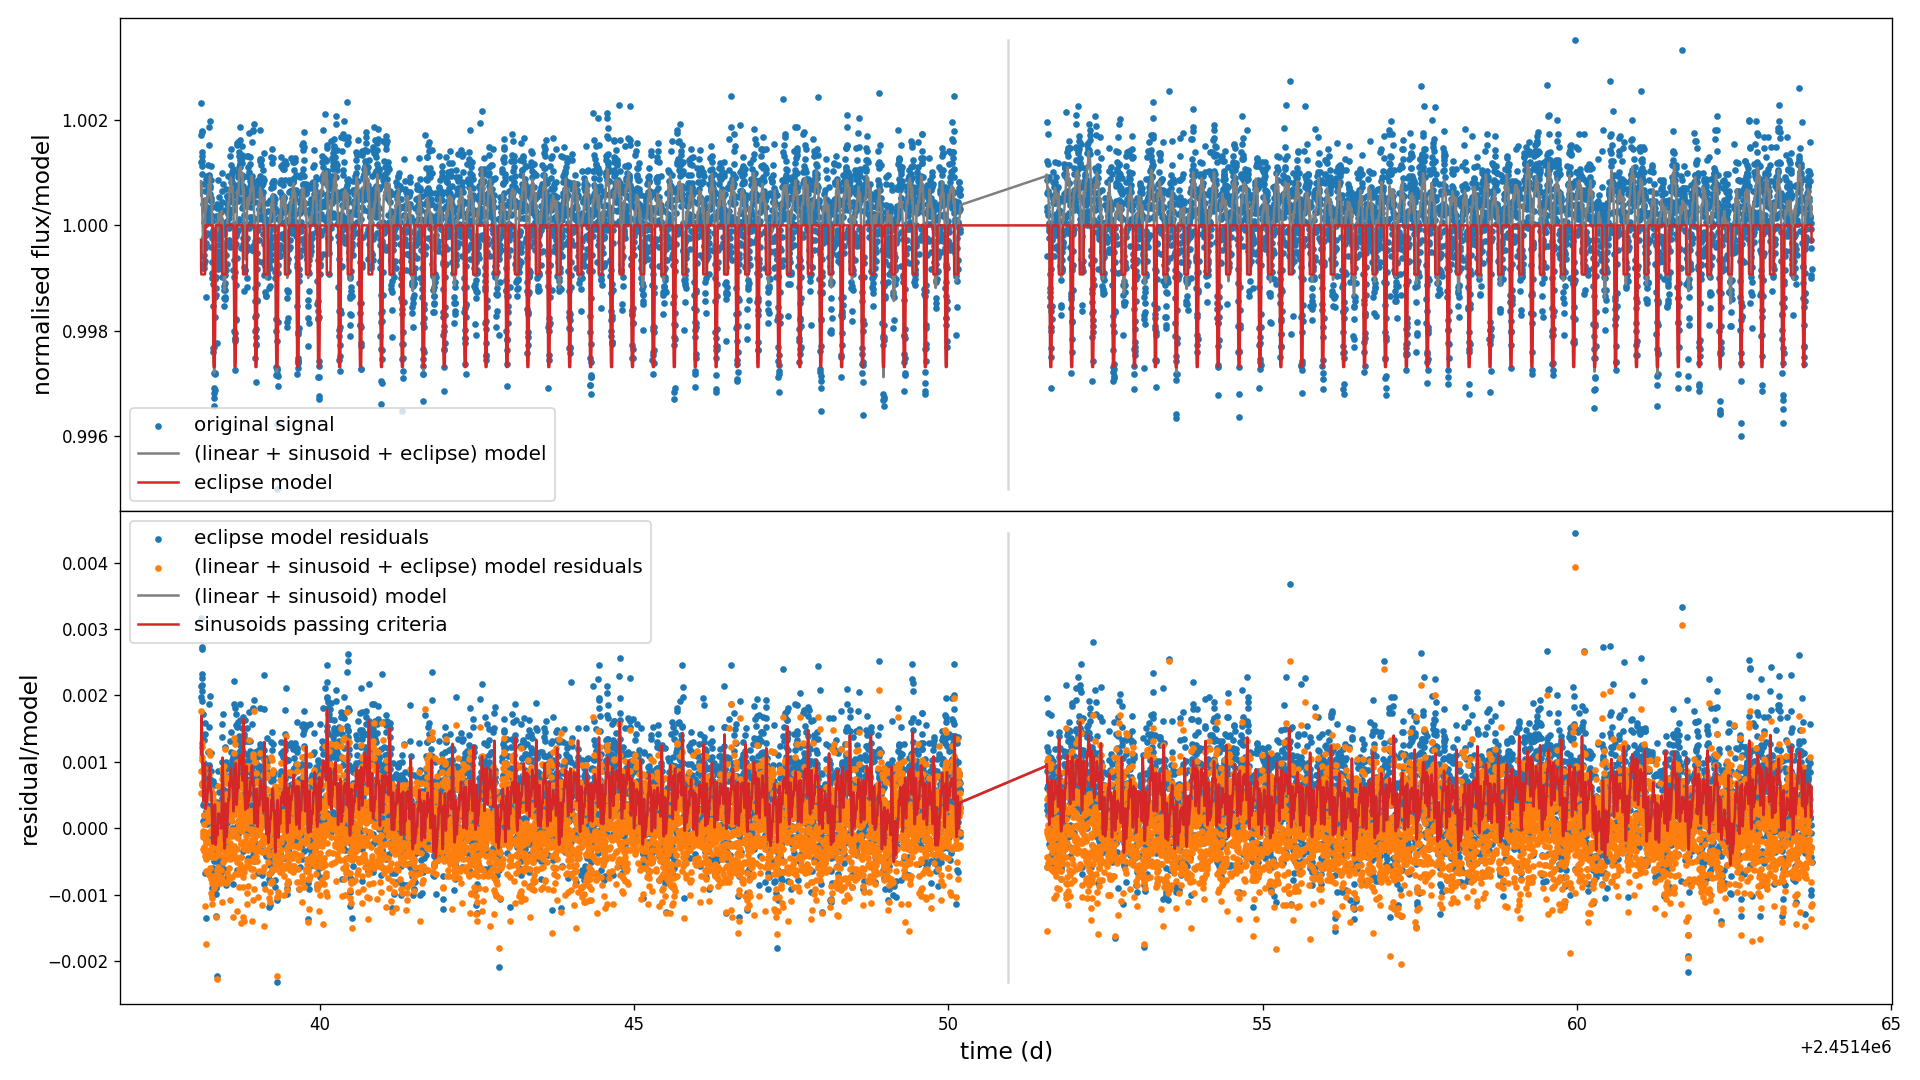 normalised flux/model
1.002
1.000
0.998
0.996
original signal
(linear + sinusoid + eclipse) model
eclipse model
residual/model
0.004
0.003
0.002
0.001
0.000
−0.001
−0.002
eclipse model residuals
(linear + sinusoid + eclipse) model residuals
(linear + sinusoid) model
sinusoids passing criteria
40
45
50
55
60
65
time (d)
+2.4514e6